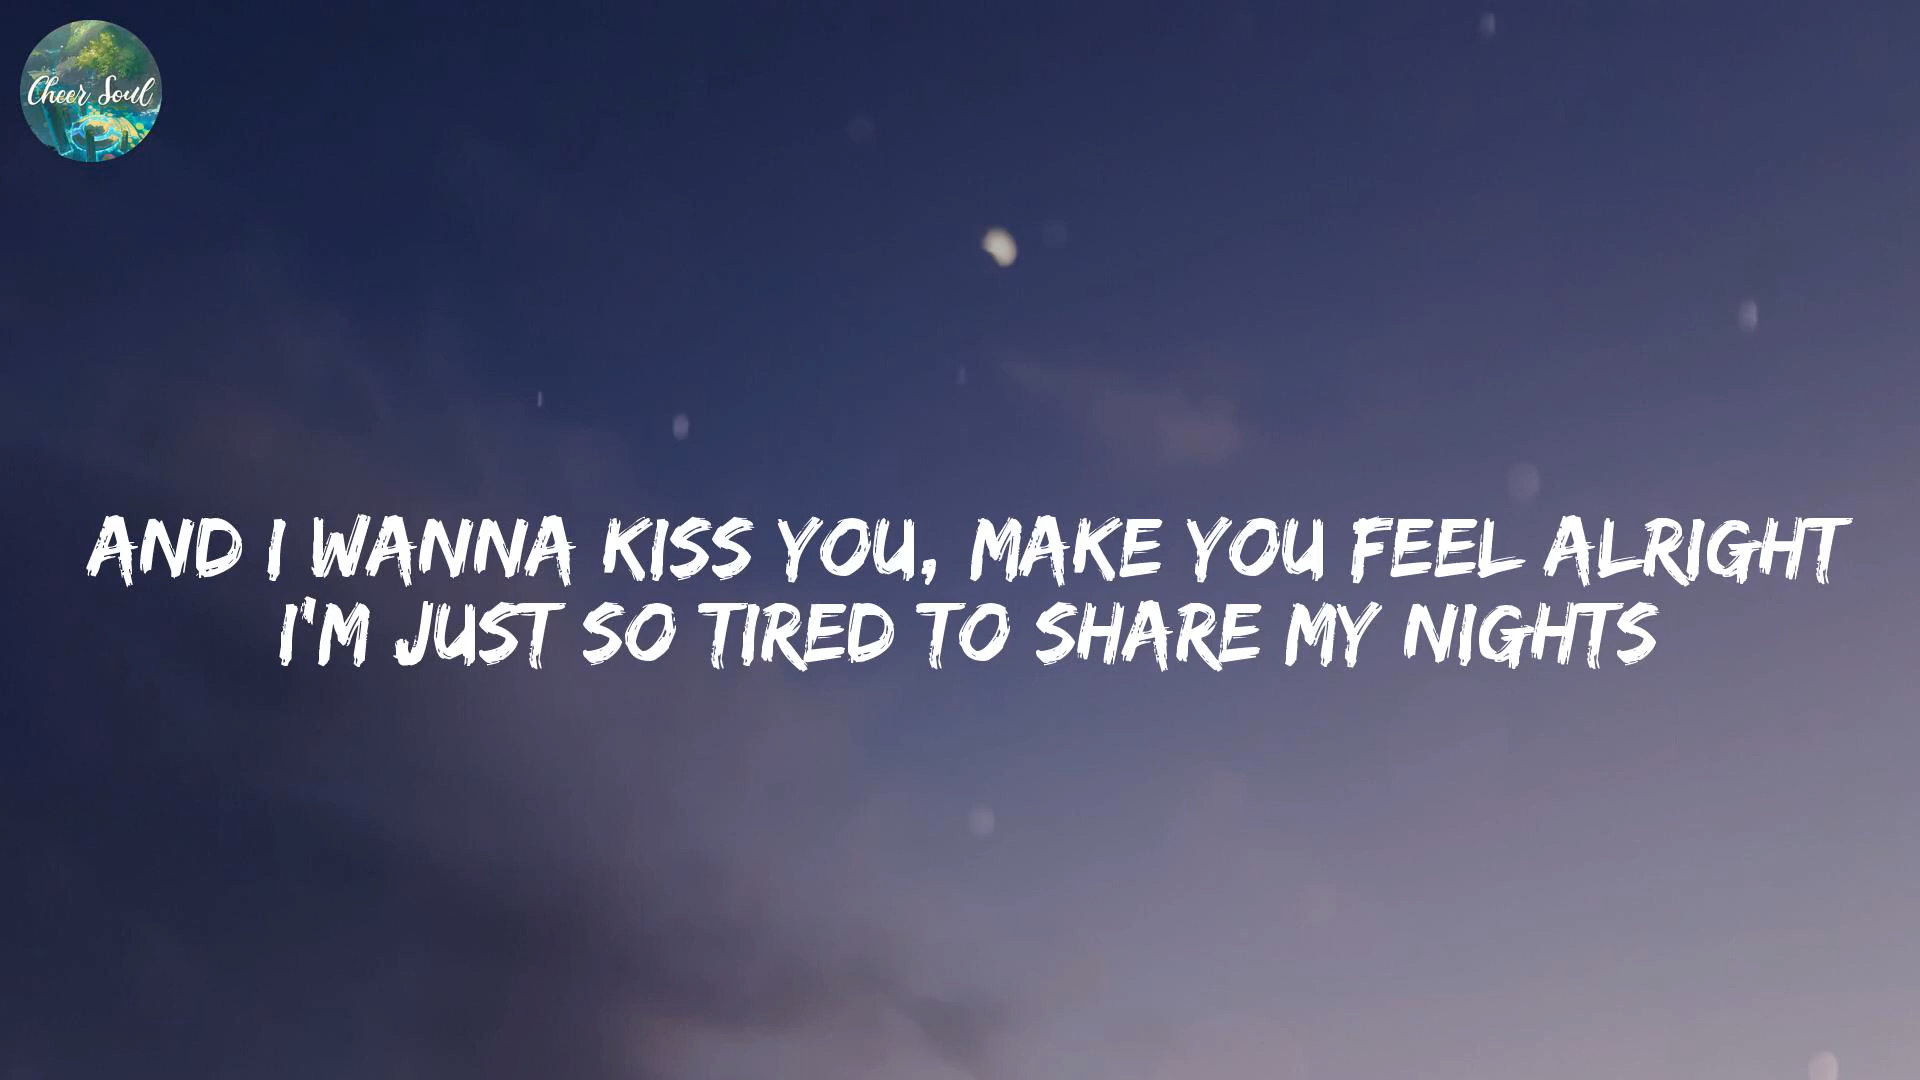 Cheer Soul
AND I WANNA KISS YOU, MAKE YOU FEEL ALRIGHT
I'M JUST SO TIRED TO SHARE MY NIGHTS